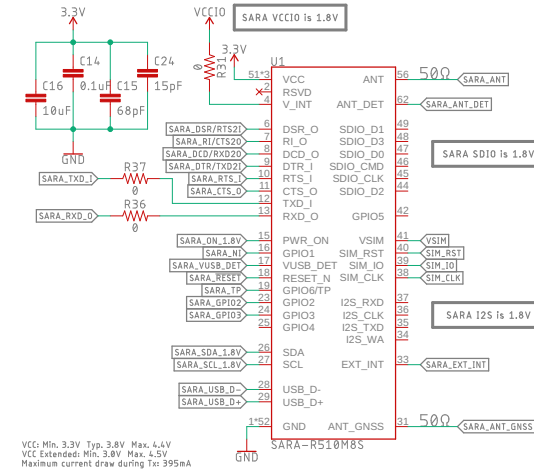 3.3V
VCCIO
SARA VCCIO is 1.8V
3.3V
C14
C24
C16
0.1uF
C15
15pF
10uF
68pF
GND
0
R31
U1
51*3
VCC
ANT
56
50Ω
SARA_ANT
2
RSVD
4
V_INT
ANT_DET
62
SARA_ANT_DET
SARA_DSR/RTS2I
6
DSR_O
SDIO_D1
49
SARA_RI/CTS2O
7
RI_O
SDIO_D3
48
SARA_DCD/RXD2O
8
DCD_O
SDIO_D0
47
SARA SDIO is 1.8V
SARA_DTR/TXD2I
9
DTR_I
SDIO_CMD
46
SARA_RTS_I
10
RTS_I
SDIO_CLK
45
SARA_CTS_O
11
CTS_O
SDIO_D2
44
R37
SARA_TXD_I
0
12
TXD_I
R36
SARA_RXD_O
0
13
RXD_O
GPIO5
42
SARA_ON_1.8V
15
PWR_ON
VSIM
41
VSIM
SARA_NI
16
GPIO1
SIM_RST
40
SIM_RST
SARA_VUSB_DET
17
VUSB_DET
SIM_IO
39
SIM_IO
SARA_RESET
18
RESET_N
SIM_CLK
38
SIM_CLK
SARA_TP
19
GPIO6/TP
SARA_GPIO2
23
GPIO2
I2S_RXD
37
SARA_GPIO3
24
GPIO3
I2S_CLK
36
SARA I2S is 1.8V
25
GPIO4
I2S_TXD
35
I2S_WA
34
SARA_SDA_1.8V
26
SDA
SARA_SCL_1.8V
27
SCL
EXT_INT
33
SARA_EXT_INT
SARA_USB_D-
28
USB_D-
SARA_USB_D+
29
USB_D+
1*52
GND
ANT_GNSS
31
50Ω
SARA_ANT_GNSS
SARA-R510M8S
GND
VCC: Min. 3.3V Typ. 3.8V Max. 4.4V
VCC Extended: Min. 3.0V Max. 4.5V
Maximum current draw during Tx: 395mA